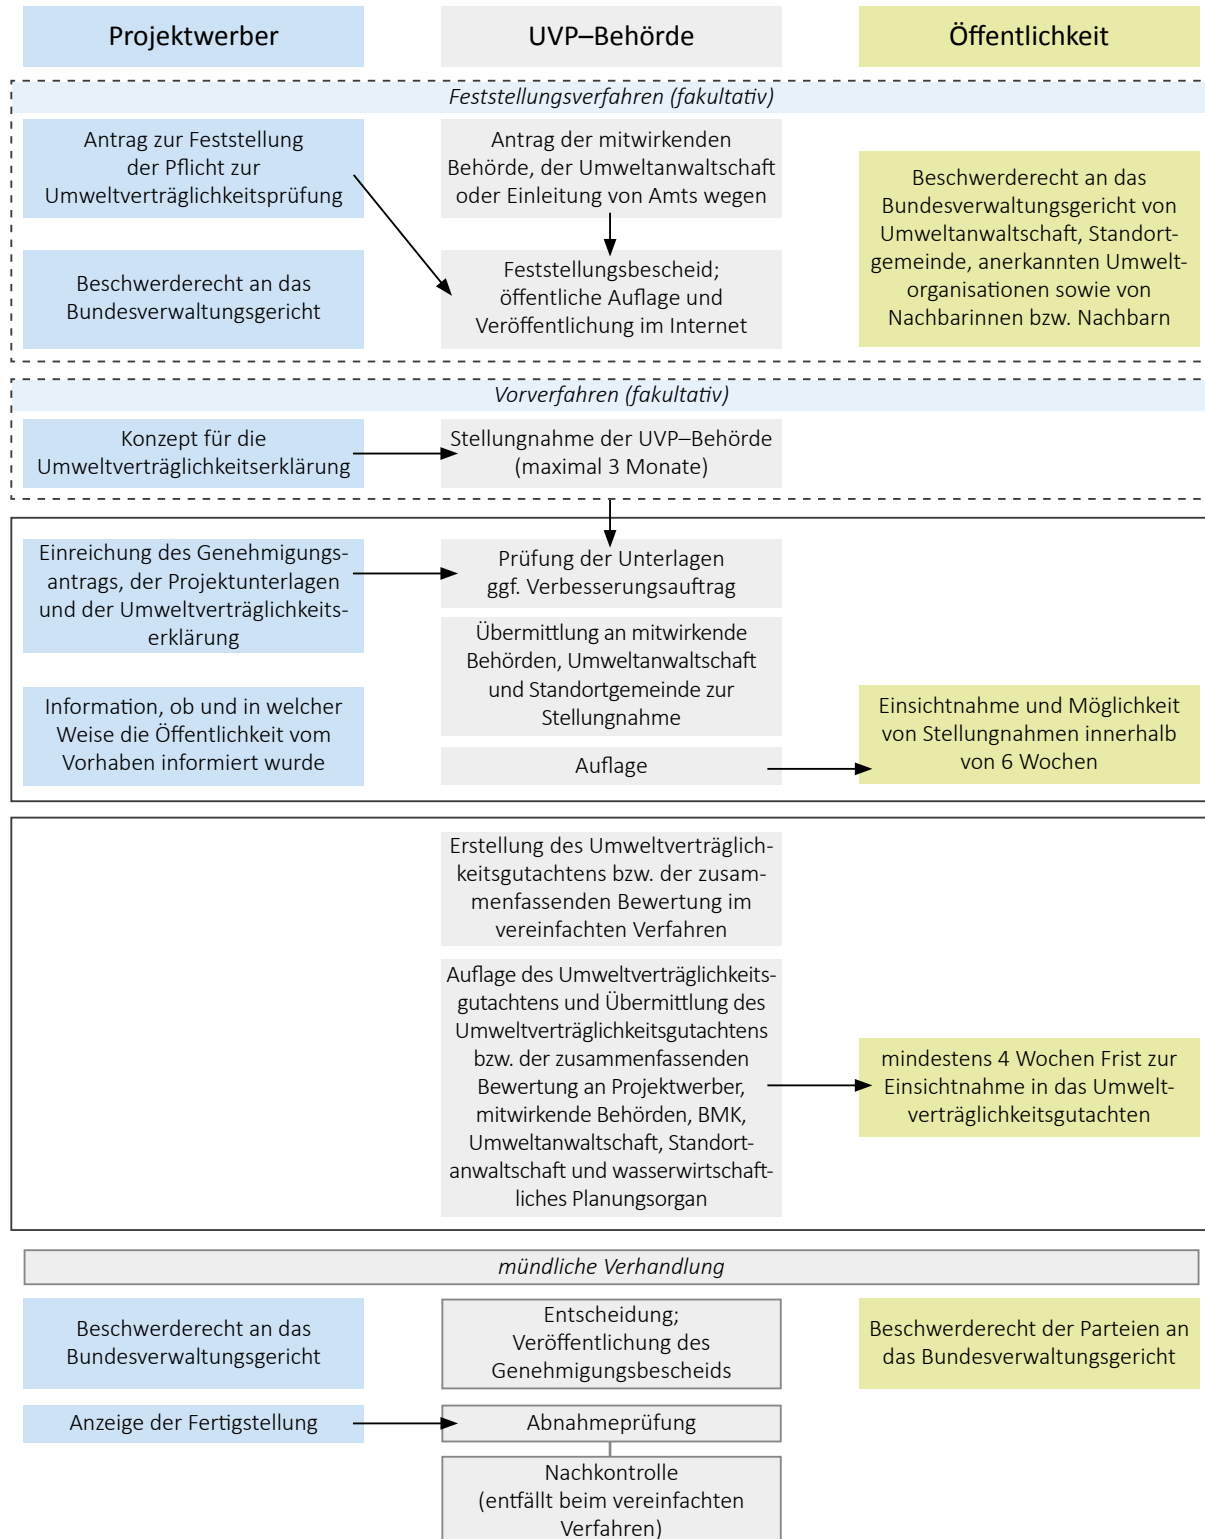 Projektwerber
UVP–Behörde
Öffentlichkeit
Feststellungsverfahren (fakultativ)
Antrag zur Feststellung
der Pflicht zur
Umweltverträglichkeitsprüfung
Antrag der mitwirkenden
Behörde, der Umweltanwaltschaft
oder Einleitung von Amts wegen
Beschwerderecht an das
Bundesverwaltungsgericht von
Umweltanwaltschaft, Standort-
gemeinde, anerkannten Umwelt-
organisationen sowie von
Nachbarinnen bzw. Nachbarn
Beschwerderecht an das
Bundesverwaltungsgericht
Feststellungsbescheid;
öffentliche Auflage und
Veröffentlichung im Internet
Vorverfahren (fakultativ)
Konzept für die
Umweltverträglichkeitserklärung
Stellungnahme der UVP–Behörde
(maximal 3 Monate)
Einreichung des Genehmigungs-
antrags, der Projektunterlagen
und der Umweltverträglichkeits-
erklärung
Prüfung der Unterlagen
ggf. Verbesserungsauftrag
Übermittlung an mitwirkende
Behörden, Umweltanwaltschaft
und Standortgemeinde zur
Stellungnahme
Information, ob und in welcher
Weise die Öffentlichkeit vom
Vorhaben informiert wurde
Auflage
Einsichtnahme und Möglichkeit
von Stellungnahmen innerhalb
von 6 Wochen
Erstellung des Umweltverträglich-
keitsgutachtens bzw. der zusam-
menfassenden Bewertung im
vereinfachten Verfahren
Auflage des Umweltverträglichkeits-
gutachtens und Übermittlung des
Umweltverträglichkeitsgutachtens
bzw. der zusammenfassenden
Bewertung an Projektwerber,
mitwirkende Behörden, BMK,
Umweltanwaltschaft, Standort-
anwaltschaft und wasserwirtschaft-
liches Planungsorgan
mindestens 4 Wochen Frist zur
Einsichtnahme in das Umwelt-
verträglichkeitsgutachten
mündliche Verhandlung
Beschwerderecht an das
Bundesverwaltungsgericht
Entscheidung;
Veröffentlichung des
Genehmigungsbescheids
Beschwerderecht der Parteien an
das Bundesverwaltungsgericht
Anzeige der Fertigstellung
Abnahmeprüfung
Nachkontrolle
(entfällt beim vereinfachten
Verfahren)